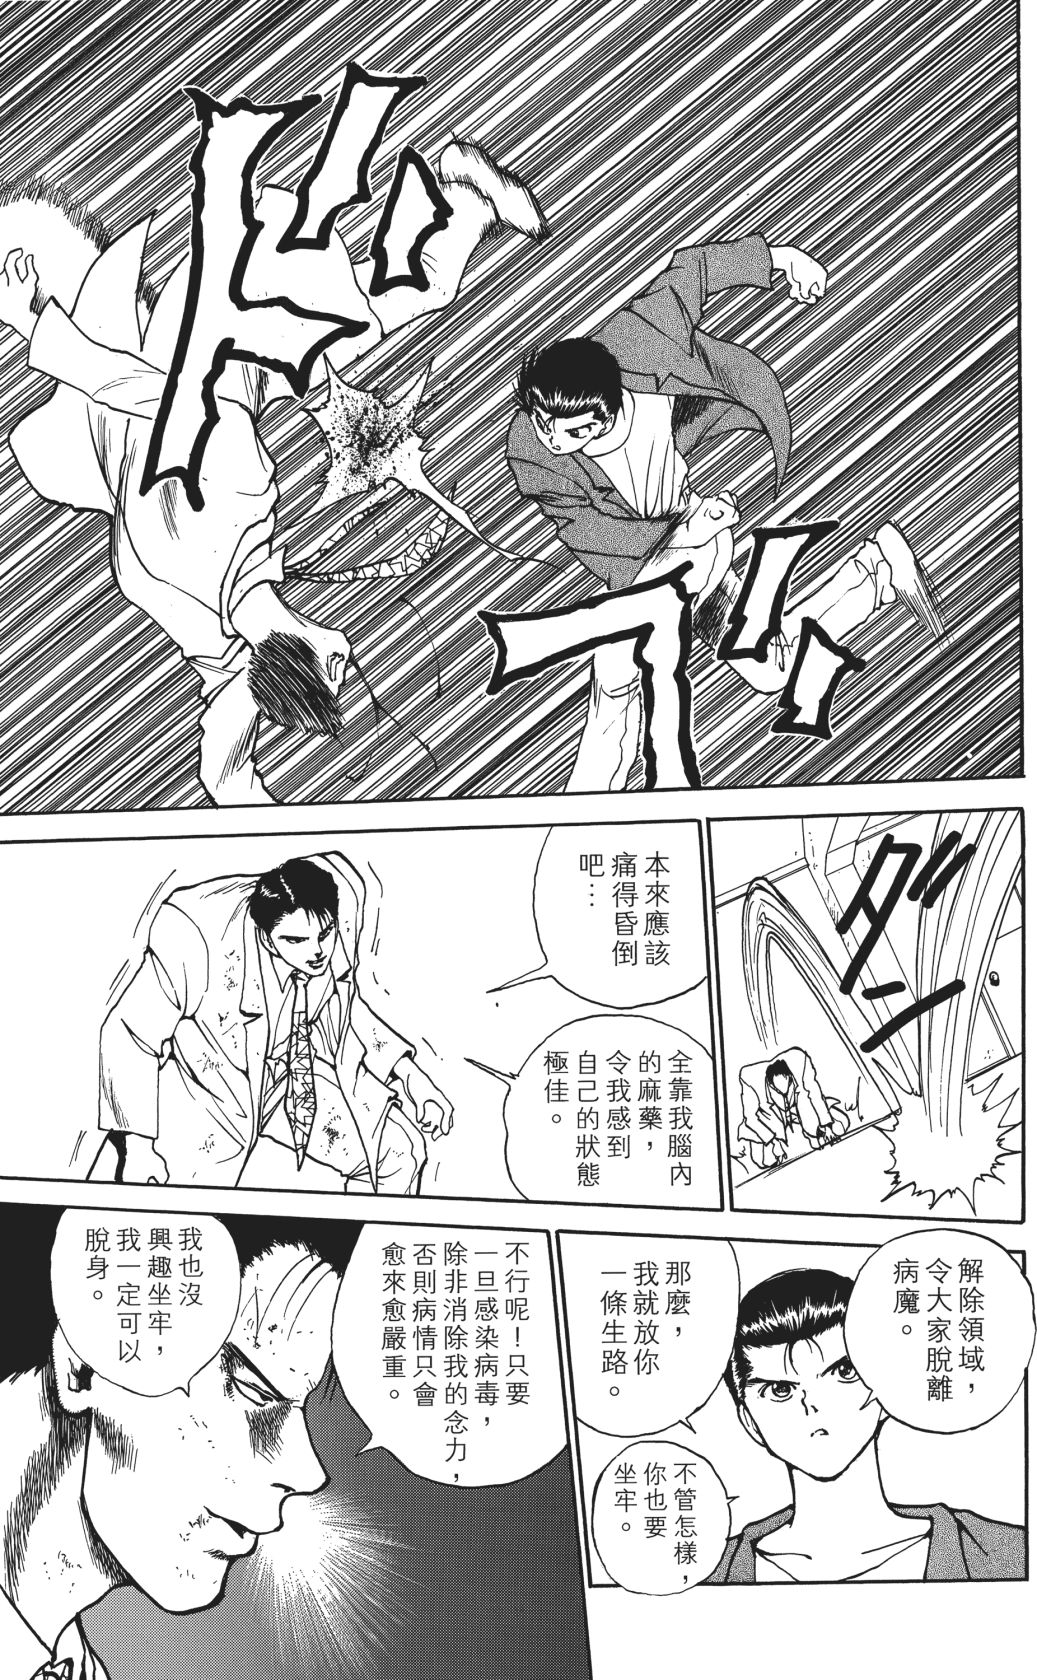 ドゴッ
ダン
本來應該
痛得昏倒
吧…
全靠我腦內
的麻藥，
令我感到
自己的狀態
極佳。
解除領域，
令大家脫離
病魔。
那麼，
我就放你
一條生路。
不管怎樣，
你也要
坐牢。
不行呢！只要
一旦感染病毒，
除非消除我的念力，
否則病情只會
愈來愈嚴重。
我也沒
興趣坐牢，
我一定可以
脫身。